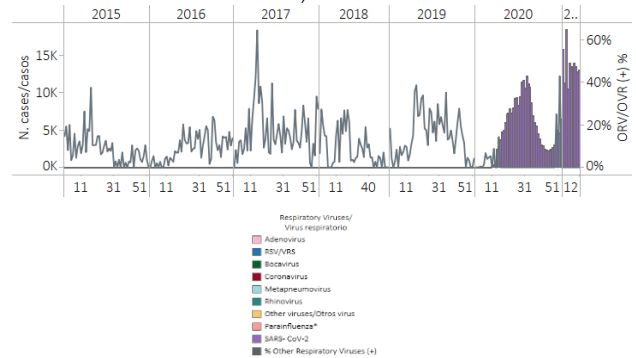 2015 2016 2017 2018 2019 2020 2..
N. cases/casos
15K
10K
5K
0K
60%
40%
20%
0%
ORV/OVR (+) %
11 31 51 11 31 51 11 31 51 11 40 11 31 51 11 31 51 12
Respiratory Viruses/
Virus respiratorio
Adenovirus
RSV/VRS
Bocavirus
Coronavirus
Metapneumovirus
Rhinovirus
Other viruses/Otros virus
Parainfluenza*
SARS- CoV-2
% Other Respiratory Viruses (+)